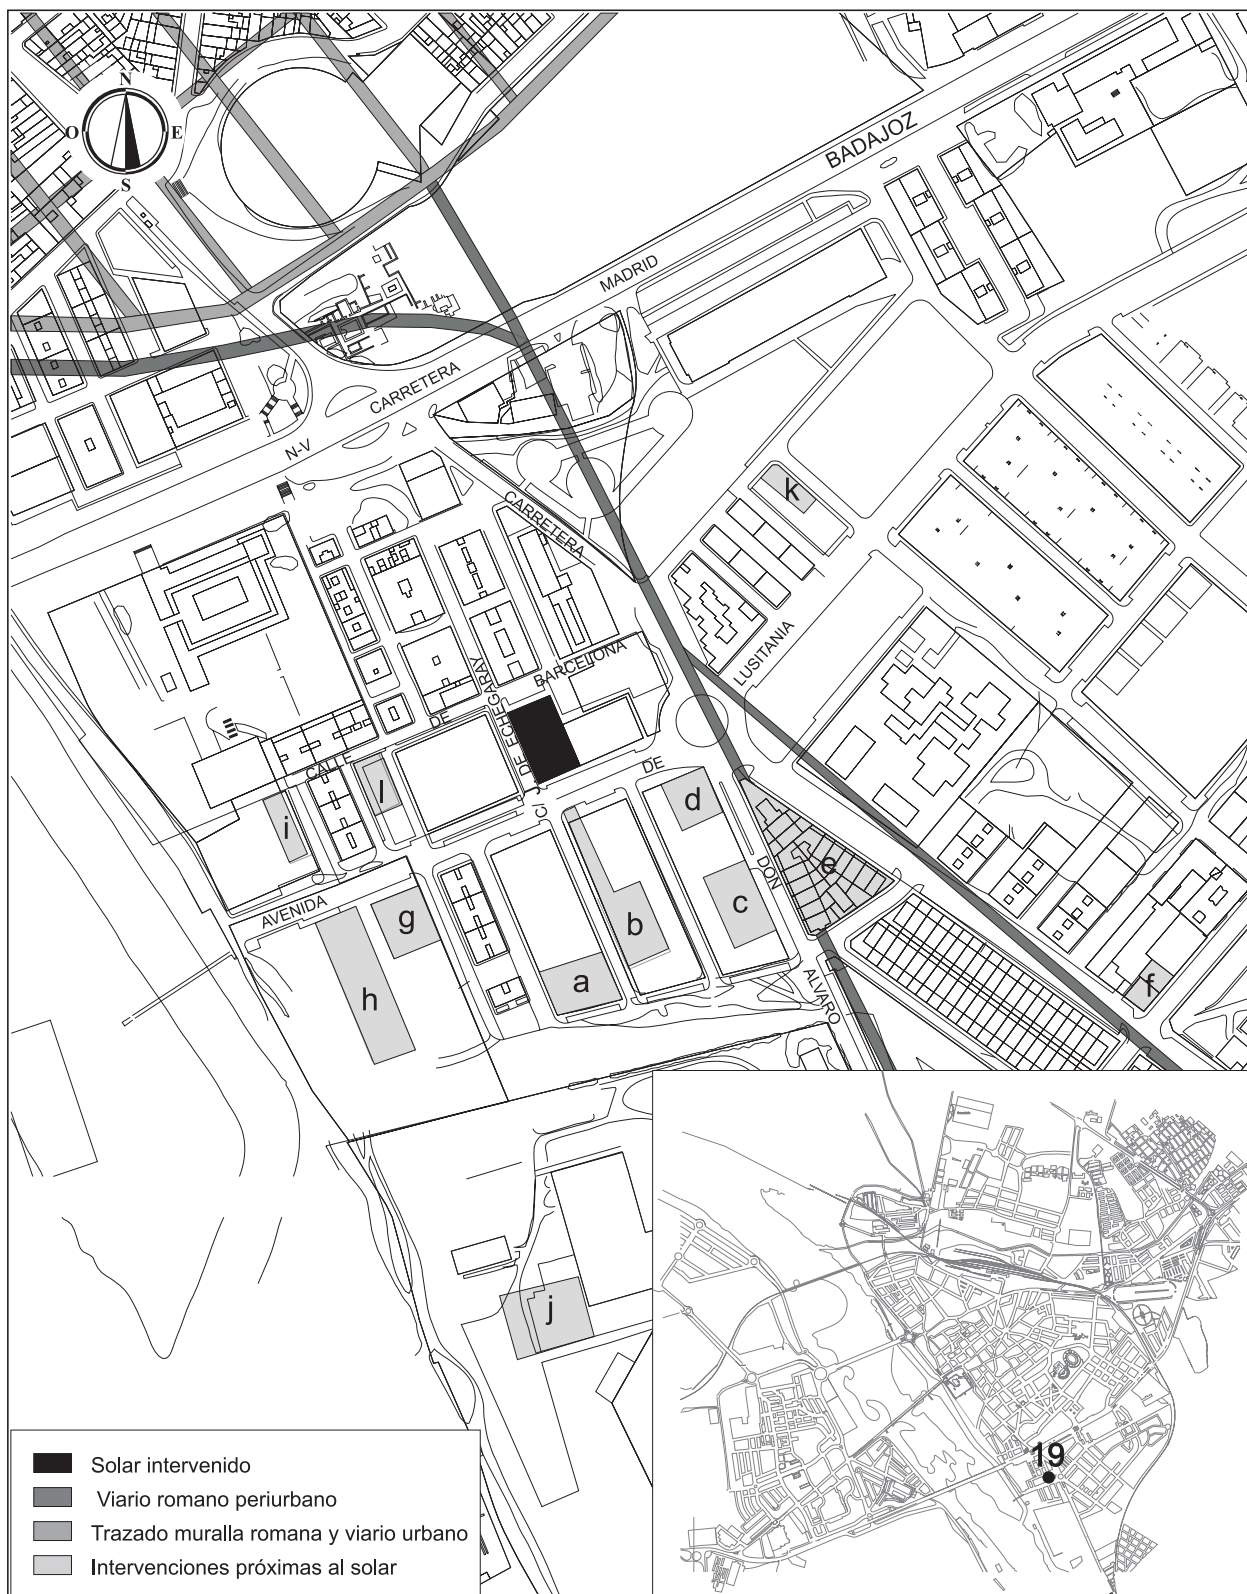 N
O
E
S
BADAJOZ
MADRID
CARRETERA
N-V
CARRETERA
k
LUSITANIA
BARCELONA
DE
C/ J. DE ECHEGARAY
CALLE
DE
l
i
d
DON
e
AVENIDA
g
b
c
a
h
f
ALVARO
j
19
Solar intervenido
Viario romano periurbano
Trazado muralla romana y viario urbano
Intervenciones próximas al solar